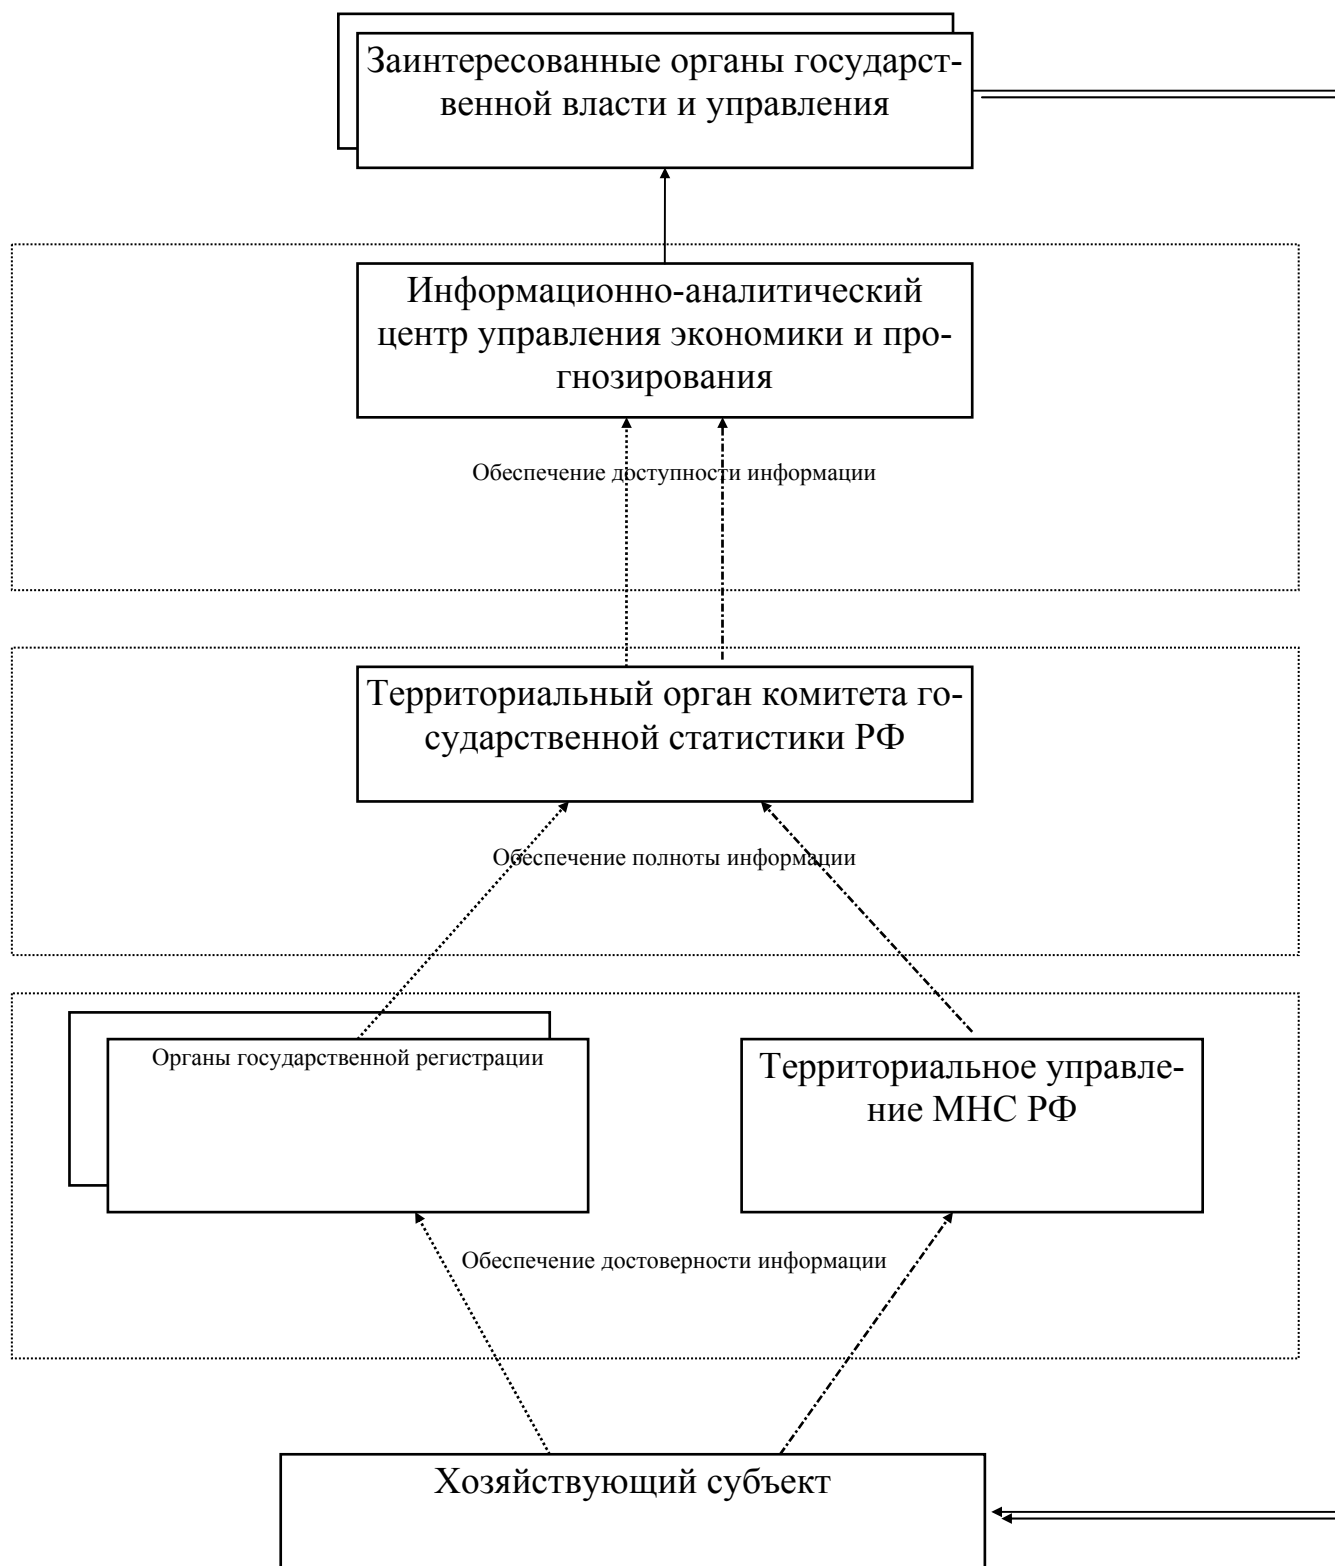 Заинтересованные органы государст-
венной власти и управления
Информационно-аналитический
центр управления экономики и про-
гнозирования
Обеспечение доступности информации
Территориальный орган комитета го-
сударственной статистики РФ
Обеспечение полноты информации
Органы государственной регистрации
Территориальное управле-
ние МНС РФ
Обеспечение достоверности информации
Хозяйствующий субъект